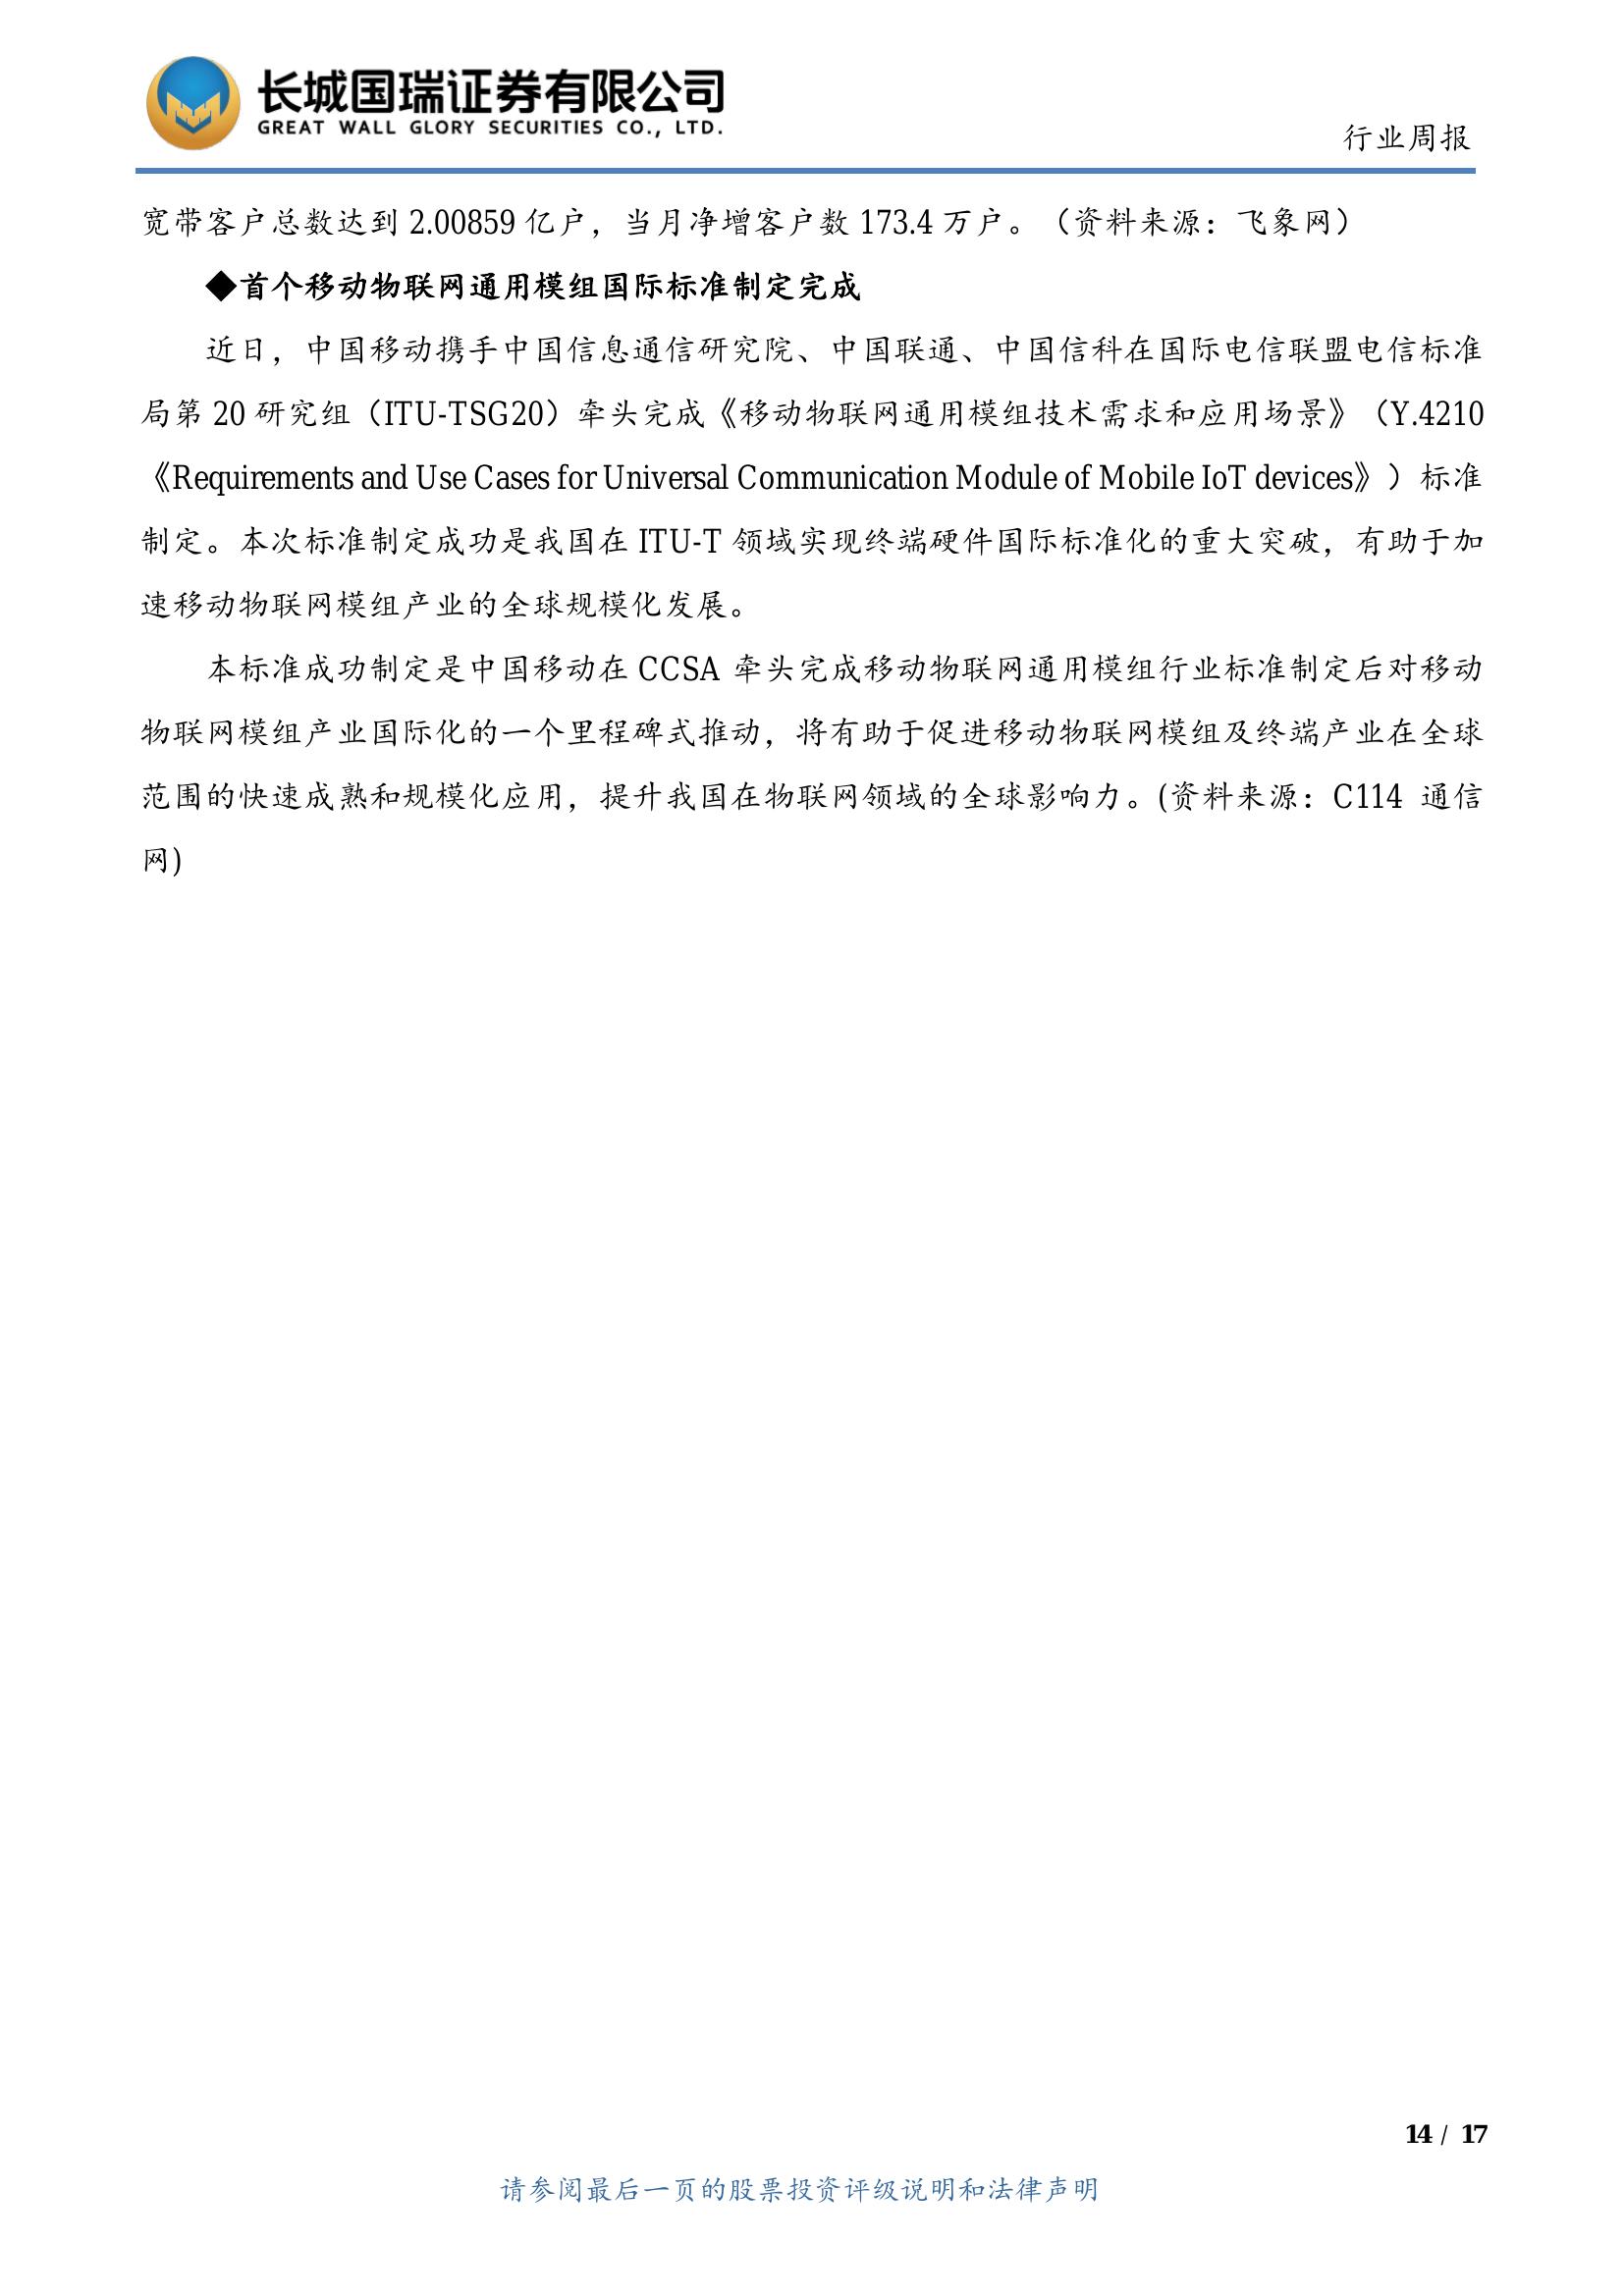 长城国瑞证券有限公司
GREAT WALL GLORY SECURITIES CO., LTD.
行业周报
宽带客户总数达到 2.00859 亿户，当月净增客户数 173.4 万户。（资料来源：飞象网）
◆首个移动物联网通用模组国际标准制定完成
近日，中国移动携手中国信息通信研究院、中国联通、中国信科在国际电信联盟电信标准
局第 20 研究组（ITU-TSG20）牵头完成《移动物联网通用模组技术需求和应用场景》（Y.4210
《Requirements and Use Cases for Universal Communication Module of Mobile IoT devices》）标准
制定。本次标准制定成功是我国在 ITU-T 领域实现终端硬件国际标准化的重大突破，有助于加
速移动物联网模组产业的全球规模化发展。
本标准成功制定是中国移动在 CCSA 牵头完成移动物联网通用模组行业标准制定后对移动
物联网模组产业国际化的一个里程碑式推动，将有助于促进移动物联网模组及终端产业在全球
范围的快速成熟和规模化应用，提升我国在物联网领域的全球影响力。(资料来源：C114 通信
网)
14 / 17
请参阅最后一页的股票投资评级说明和法律声明